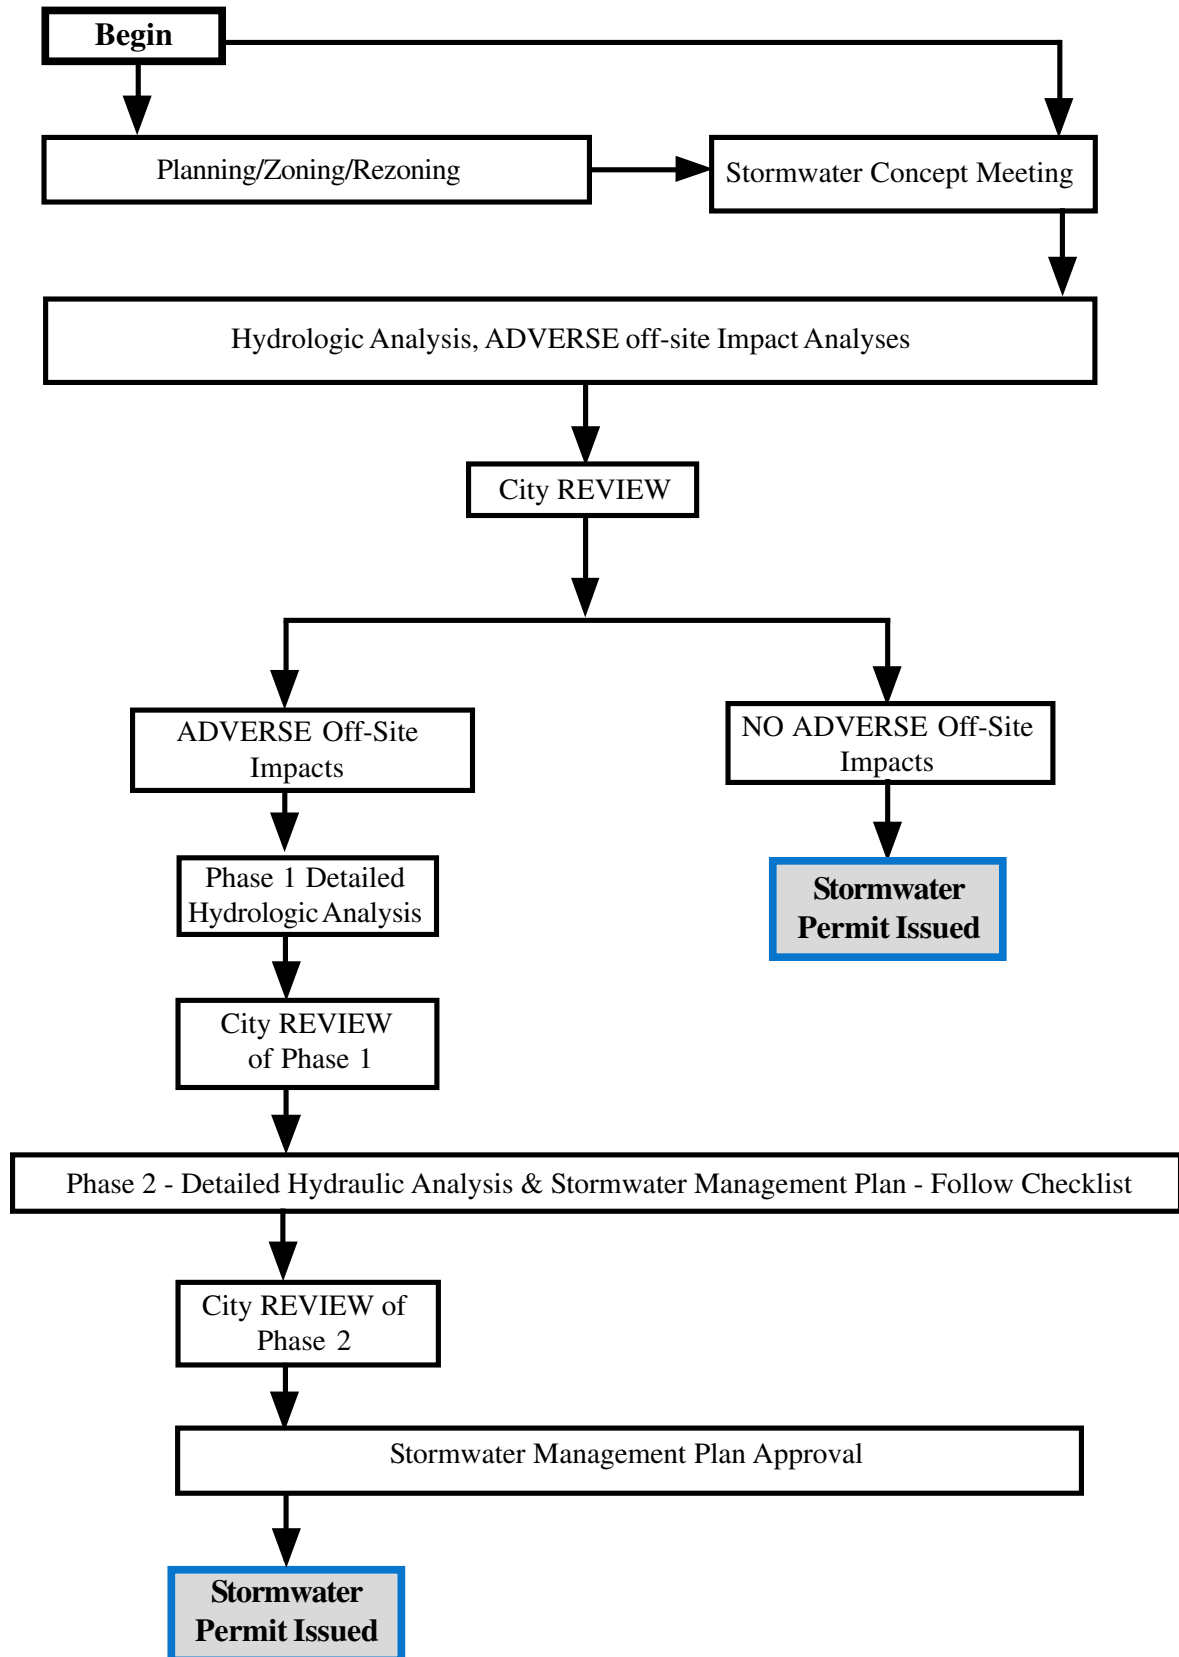 Begin
Planning/Zoning/Rezoning
Stormwater Concept Meeting
Hydrologic Analysis, ADVERSE off-site Impact Analyses
City REVIEW
ADVERSE Off-Site
Impacts
NO ADVERSE Off-Site
Impacts
Phase 1 Detailed
Hydrologic Analysis
Stormwater
Permit Issued
City REVIEW
of Phase 1
Phase 2 - Detailed Hydraulic Analysis & Stormwater Management Plan - Follow Checklist
City REVIEW of
Phase 2
Stormwater Management Plan Approval
Stormwater
Permit Issued